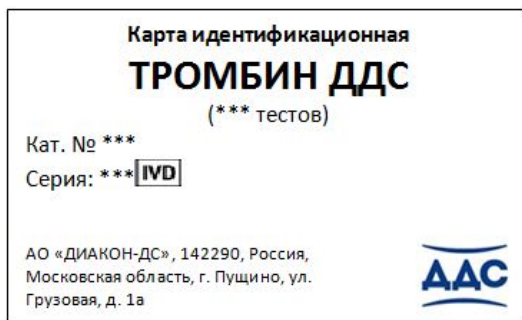 Карта идентификационная
ТРОМБИН ДДС
(*** тестов)
Кат. № ***
Серия: *** IVD
АО «ДИАКОН-ДС», 142290, Россия,
Московская область, г. Пущино, ул.
Грузовая, д. 1а
ДДС